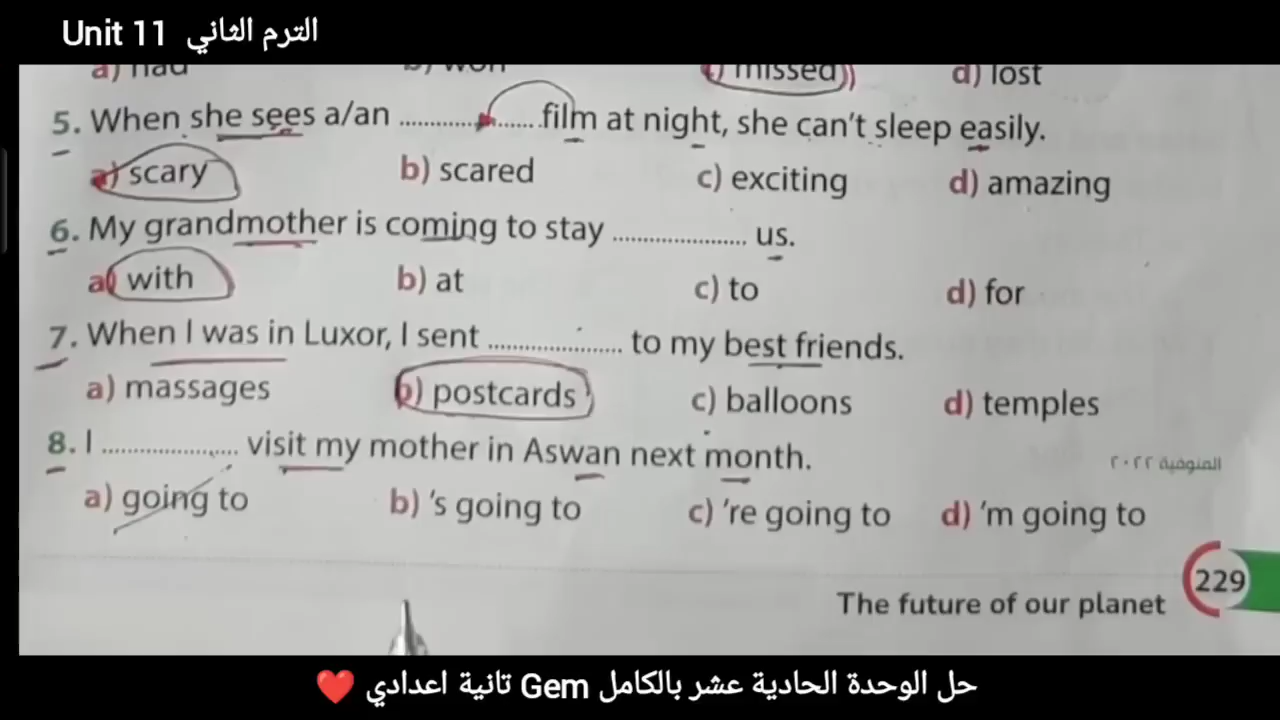 Unit 11 الترم الثاني
a) had b) won c) missed d) lost
5. When she sees a/an .................... film at night, she can't sleep easily.
a) scary b) scared c) exciting d) amazing
6. My grandmother is coming to stay .................... us.
a) with b) at c) to d) for
7. When I was in Luxor, I sent .................... to my best friends.
a) massages b) postcards c) balloons d) temples
8. I .................... visit my mother in Aswan next month.
المنوفية ٢٠٢٢
a) going to b) 's going to c) 're going to d) 'm going to
229
The future of our planet
حل الوحدة الحادية عشر بالكامل Gem تانية اعدادي ❤️